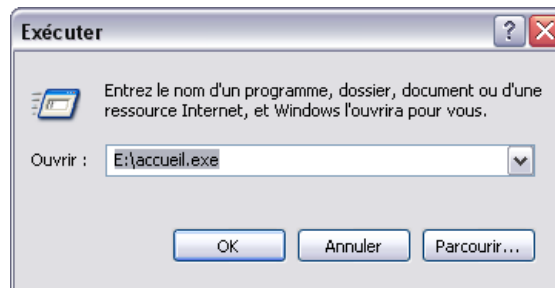 Exécuter
?
Entrez le nom d'un programme, dossier, document ou d'une
ressource Internet, et Windows l'ouvrira pour vous.
Ouvrir : E:\accueil.exe
OK Annuler Parcourir...